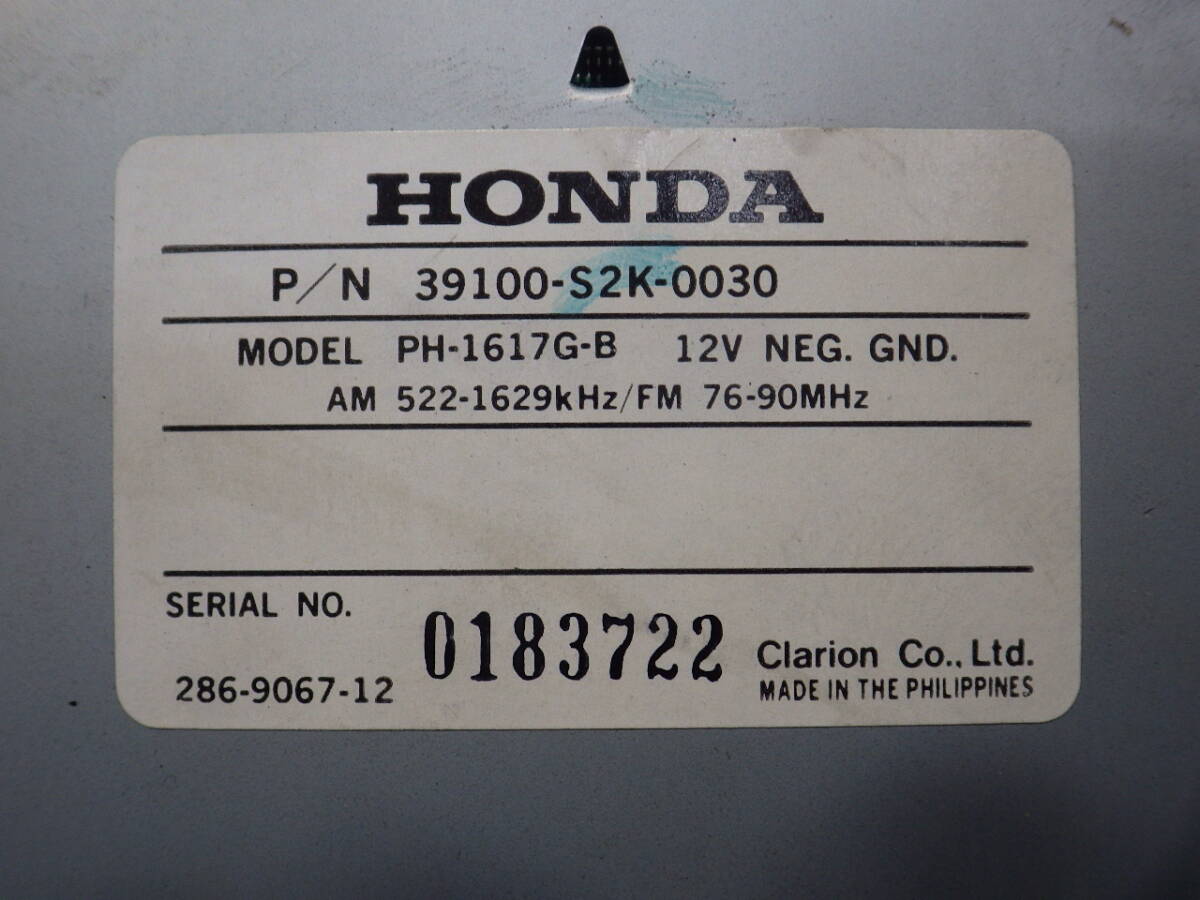 HONDA
P/N 39100-S2K-0030
MODEL PH-1617G-B 12V NEG. GND.
AM 522-1629kHz/FM 76-90MHz
SERIAL NO. 0183722
286-9067-12
Clarion Co., Ltd.
MADE IN THE PHILIPPINES